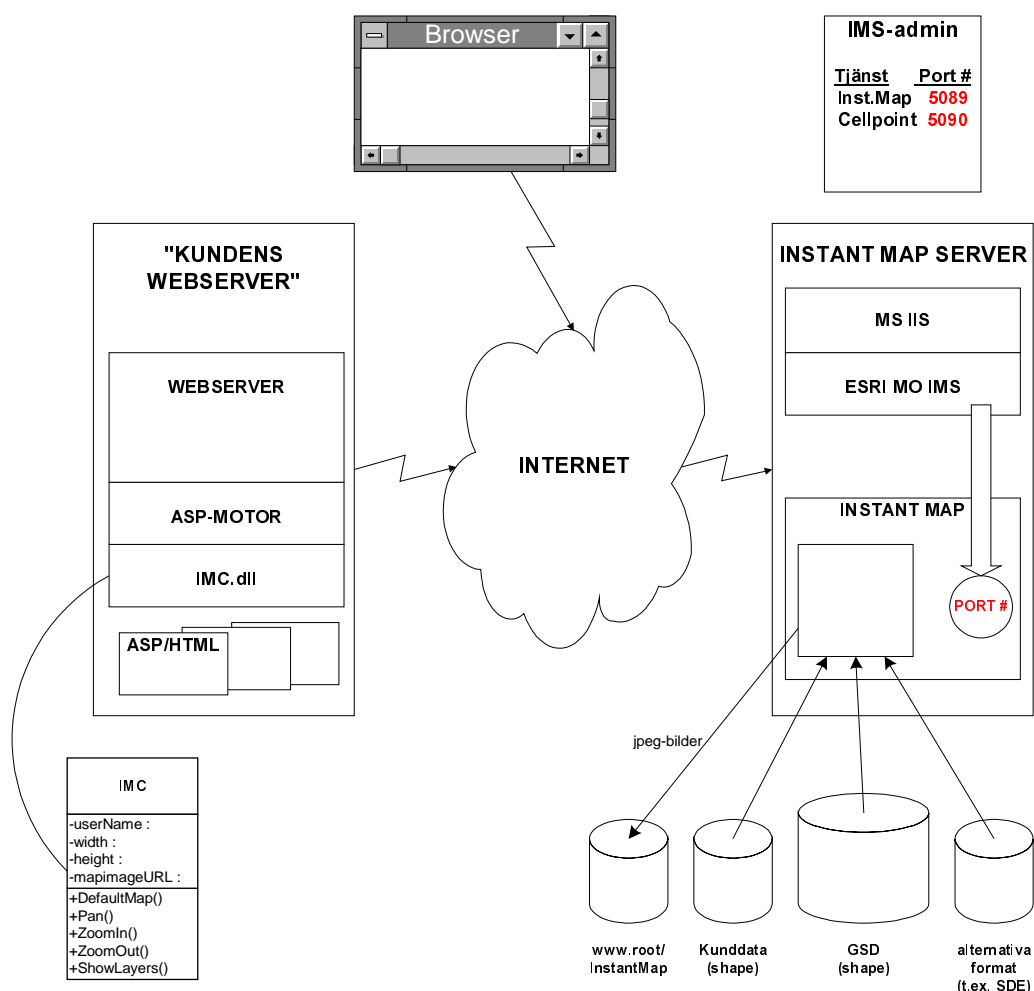 Browser
IMS-admin
Tjänst Port #
Inst.Map 5089
Cellpoint 5090
"KUNDENS
WEBSERVER"
WEBSERVER
ASP-MOTOR
IMC.dll
ASP/HTML
INTERNET
INSTANT MAP SERVER
MS IIS
ESRI MO IMS
INSTANT MAP
PORT #
jpeg-bilder
IMC
-userName :
-width :
-height :
-mapimageURL :
+DefaultMap()
+Pan()
+ZoomIn()
+ZoomOut()
+ShowLayers()
www.root/
InstantMap
Kunddata
(shape)
GSD
(shape)
alternativa
format
(t.ex. SDE)